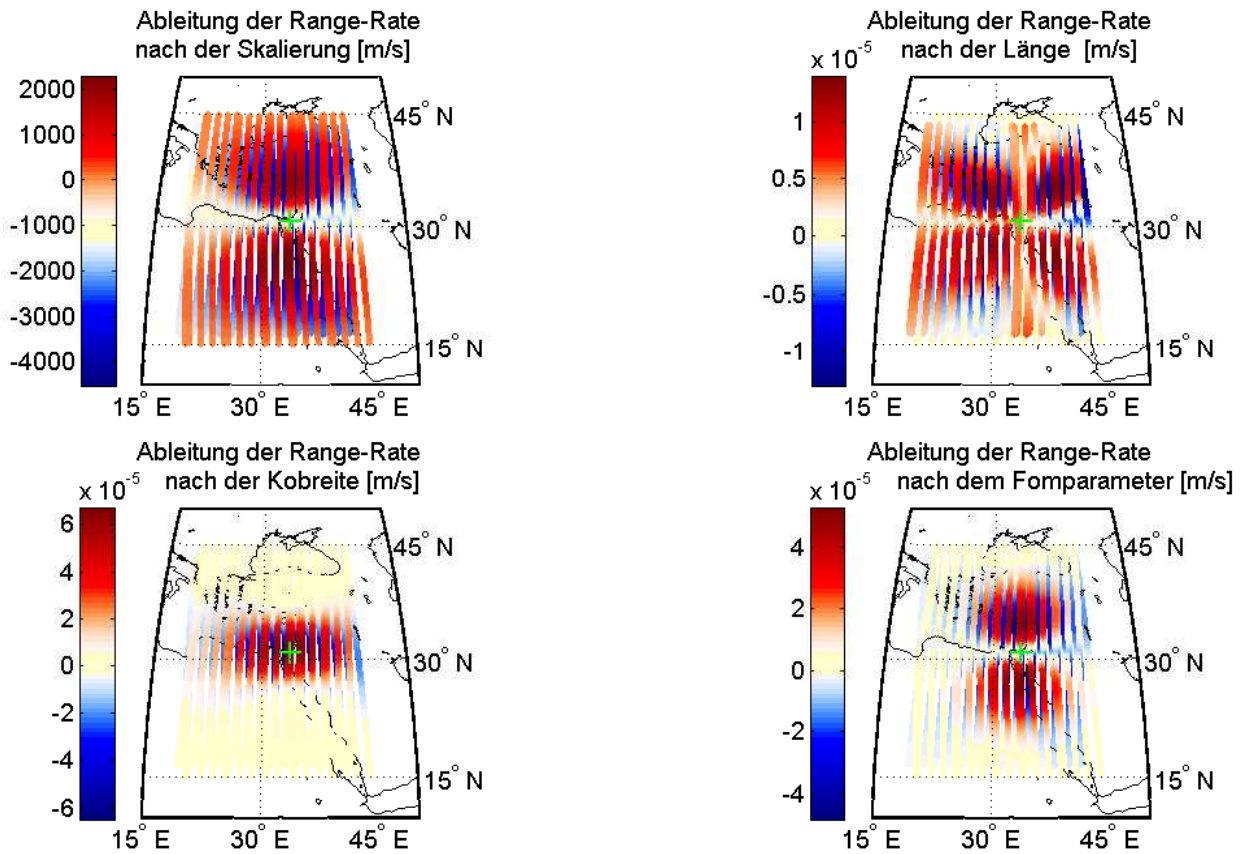 Ableitung der Range-Rate
nach der Skalierung [m/s]
2000
1000
0
-1000
-2000
-3000
-4000
45° N
30° N
15° N
15° E
30° E
45° E
Ableitung der Range-Rate
nach der Länge [m/s]
x 10-5
1
0.5
0
-0.5
-1
45° N
30° N
15° N
15° E
30° E
45° E
Ableitung der Range-Rate
nach der Kobreite [m/s]
x 10-5
6
4
2
0
-2
-4
-6
45° N
30° N
15° N
15° E
30° E
45° E
Ableitung der Range-Rate
nach dem Fomparameter [m/s]
x 10-5
4
2
0
-2
-4
45° N
30° N
15° N
15° E
30° E
45° E